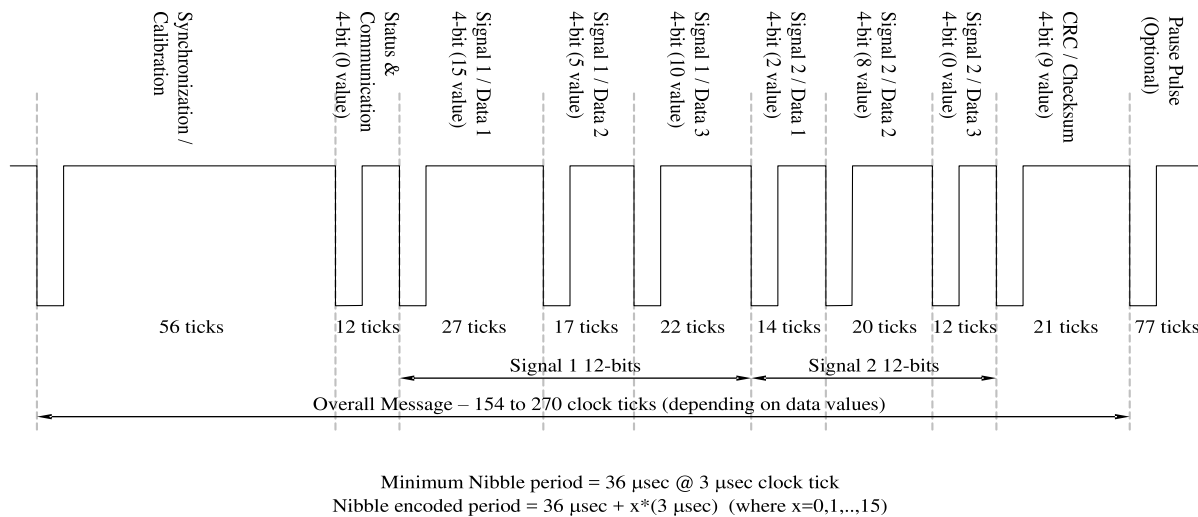 Synchronization /
Calibration
Status &
Communication
4-bit (0 value)
Signal 1 / Data 1
4-bit (15 value)
Signal 1 / Data 2
4-bit (5 value)
Signal 1 / Data 3
4-bit (10 value)
Signal 2 / Data 1
4-bit (2 value)
Signal 2 / Data 2
4-bit (8 value)
Signal 2 / Data 3
4-bit (0 value)
CRC / Checksum
4-bit (9 value)
Pause Pulse
(Optional)
56 ticks
12 ticks
27 ticks
17 ticks
22 ticks
14 ticks
20 ticks
12 ticks
21 ticks
77 ticks
Signal 1 12-bits
Signal 2 12-bits
Overall Message – 154 to 270 clock ticks (depending on data values)
Minimum Nibble period = 36 μsec @ 3 μsec clock tick
Nibble encoded period = 36 μsec + x*(3 μsec) (where x=0,1,..,15)